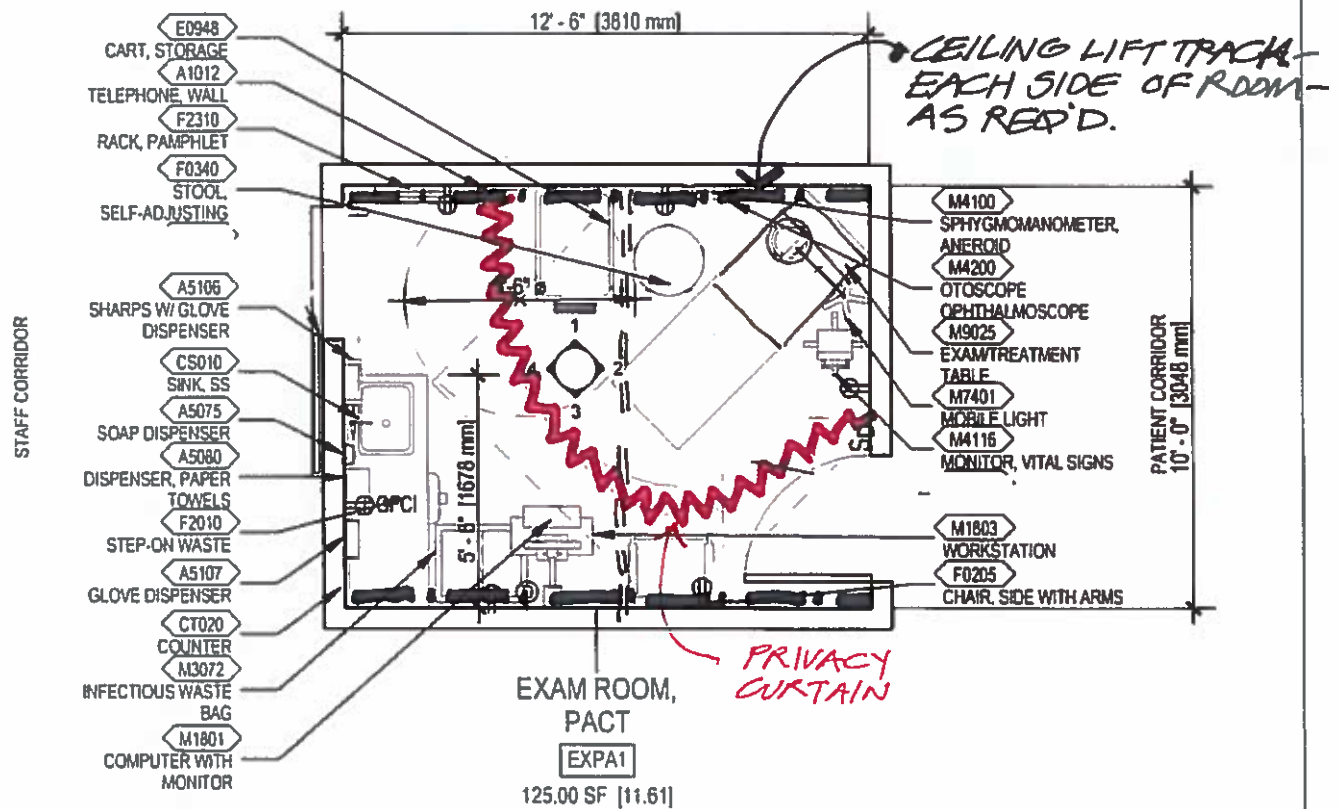 E0948
CART, STORAGE
A1012
TELEPHONE, WALL
F2310
RACK, PAMPHLET
F0340
STOOL,
SELF-ADJUSTING
A5106
SHARPS W/ GLOVE
DISPENSER
CS010
SINK, SS
A5075
SOAP DISPENSER
A5080
DISPENSER, PAPER
TOWELS
F2010
STEP-ON WASTE
A5107
GLOVE DISPENSER
CT020
COUNTER
M3072
INFECTIOUS WASTE
BAG
M1801
COMPUTER WITH
MONITOR
STAFF CORRIDOR
12' - 6" [3810 mm]
CEILING LIFT TRACK-
EACH SIDE OF ROOM-
AS REQ'D.
1
2
3
4
5' - 6" [1678 mm]
GFCI
M4100
SPHYGMOMANOMETER,
ANEROID
M4200
OTOSCOPE
OPHTHALMOSCOPE
M9025
EXAM/TREATMENT
TABLE
M7401
MOBILE LIGHT
M4116
MONITOR, VITAL SIGNS
M1803
WORKSTATION
F0205
CHAIR, SIDE WITH ARMS
PATIENT CORRIDOR
10' - 0" [3048 mm]
PRIVACY
CURTAIN
EXAM ROOM,
PACT
EXPA1
125.00 SF [11.61]